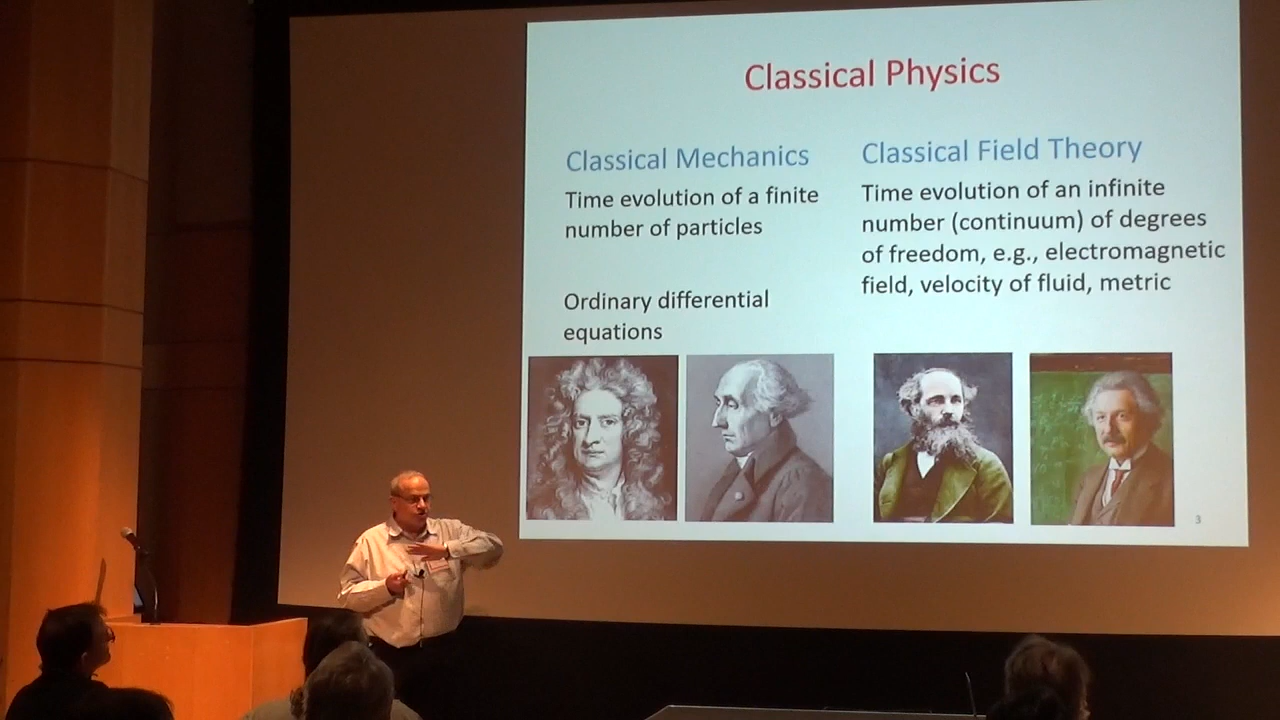 Classical Physics
Classical Mechanics
Time evolution of a finite
number of particles
Ordinary differential
equations
Classical Field Theory
Time evolution of an infinite
number (continuum) of degrees
of freedom, e.g., electromagnetic
field, velocity of fluid, metric
3